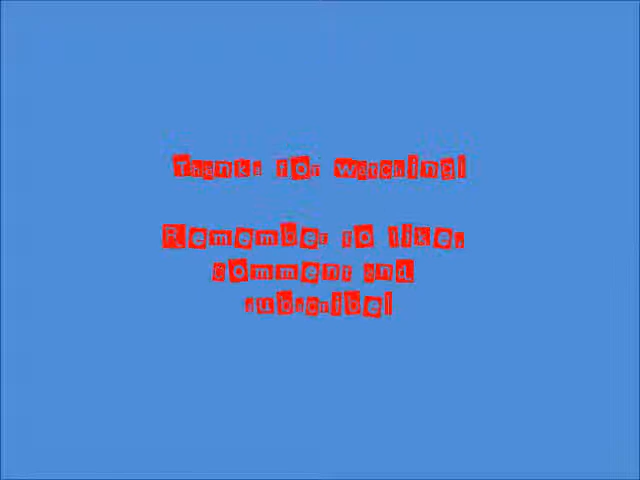 Thanks for watching!
Remember to like,
comment and
subscribe!